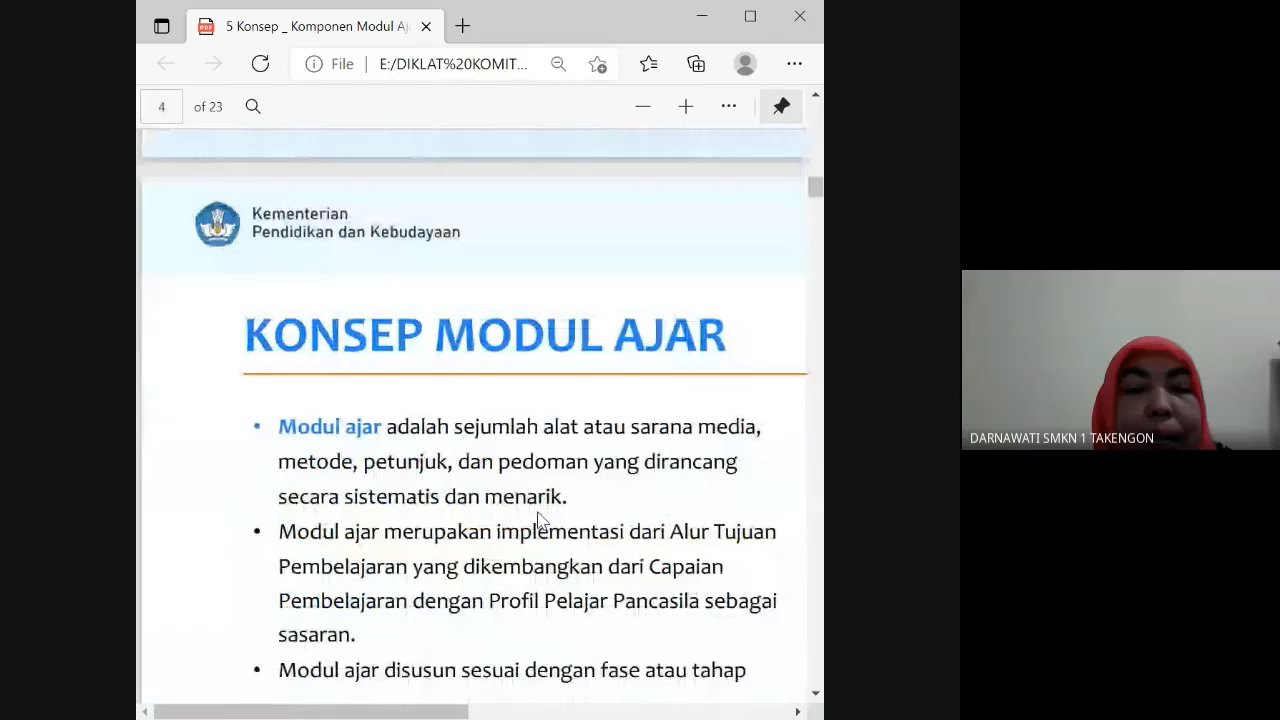 5 Konsep _ Komponen Modul Aj
File
E:/DIKLAT%20KOMIT...
4
of 23
Kementerian
Pendidikan dan Kebudayaan
KONSEP MODUL AJAR
• Modul ajar adalah sejumlah alat atau sarana media,
metode, petunjuk, dan pedoman yang dirancang
secara sistematis dan menarik.
• Modul ajar merupakan implementasi dari Alur Tujuan
Pembelajaran yang dikembangkan dari Capaian
Pembelajaran dengan Profil Pelajar Pancasila sebagai
sasaran.
• Modul ajar disusun sesuai dengan fase atau tahap
DARNAWATI SMKN 1 TAKENGON